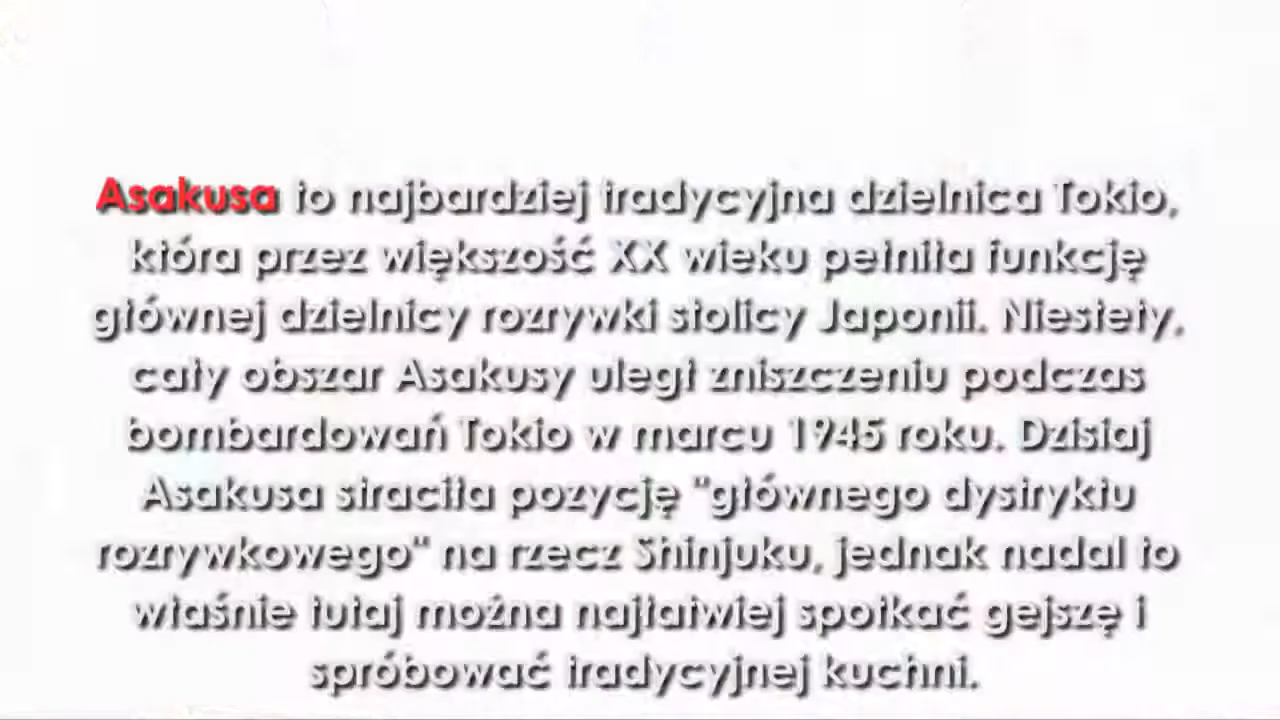 Asakusa to najbardziej tradycyjna dzielnica Tokio,
która przez większość XX wieku pełniła funkcję
głównej dzielnicy rozrywki stolicy Japonii. Niestety,
cały obszar Asakusy uległ zniszczeniu podczas
bombardowań Tokio w marcu 1945 roku. Dzisiaj
Asakusa straciła pozycję "głównego dystryktu
rozrywkowego" na rzecz Shinjuku, jednak nadal to
właśnie tutaj można najłatwiej spotkać gejszę i
spróbować tradycyjnej kuchni.